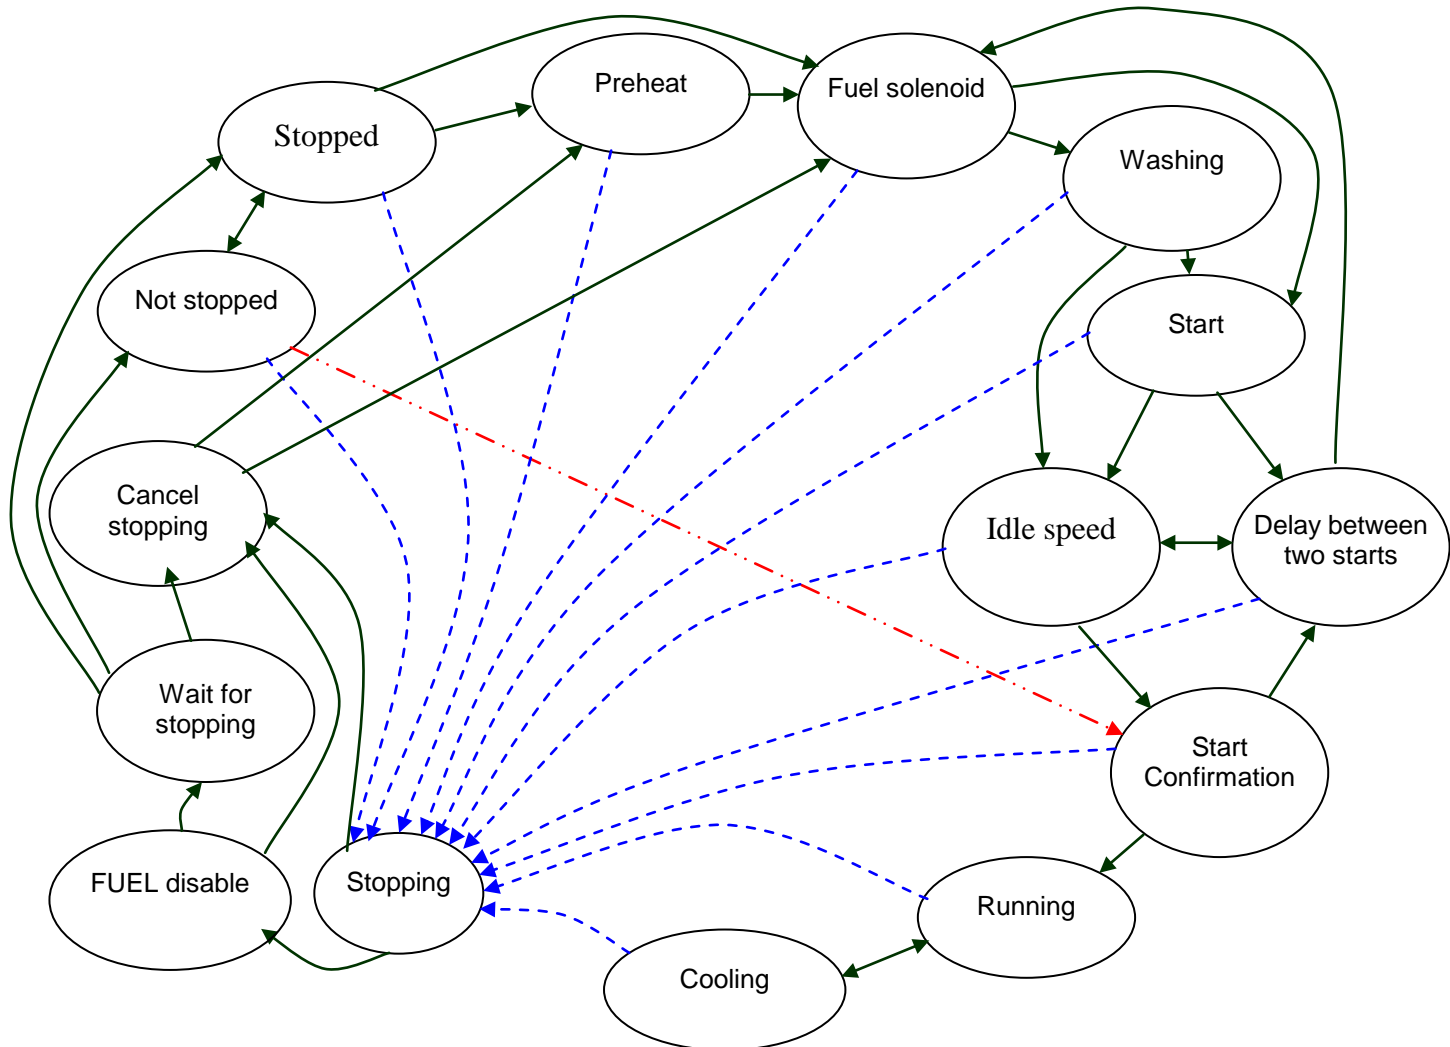 Preheat
Fuel solenoid
Stopped
Washing
Not stopped
Start
Cancel
stopping
Idle speed
Delay between
two starts
Wait for
stopping
Start
Confirmation
FUEL disable
Stopping
Running
Cooling